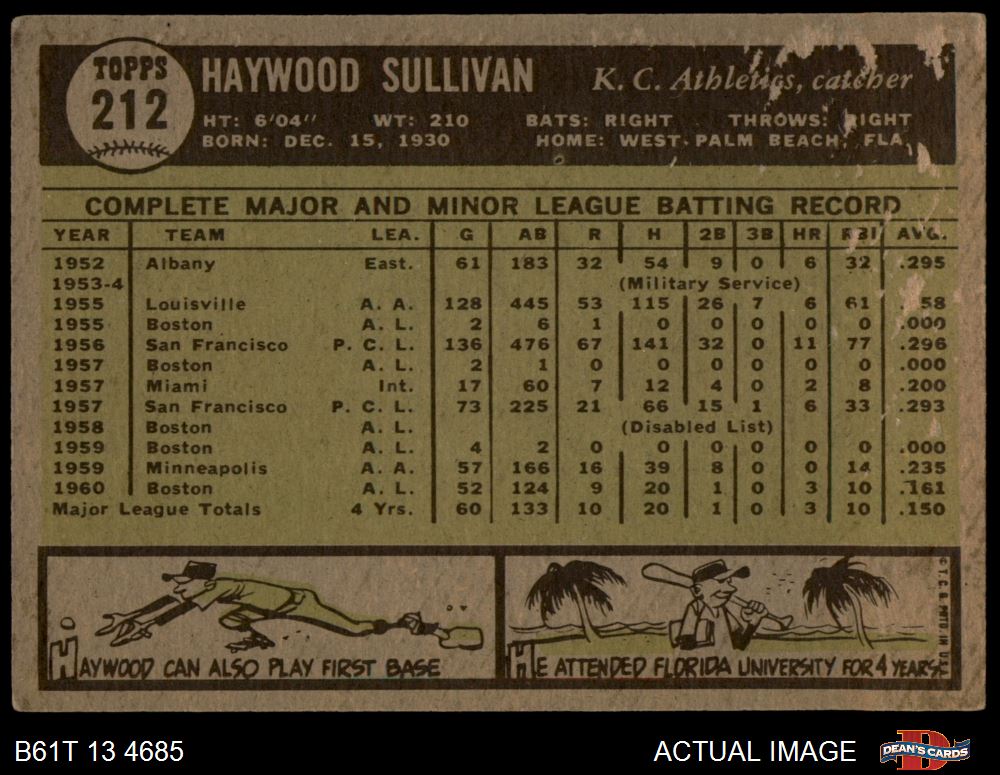 TOPPS
212
HAYWOOD SULLIVAN K. C. Athletics, catcher
HT: 6'04" WT: 210 BATS: RIGHT THROWS: RIGHT
BORN: DEC. 15, 1930 HOME: WEST PALM BEACH, FLA.
COMPLETE MAJOR AND MINOR LEAGUE BATTING RECORD
YEAR TEAM LEA. G AB R H 2B 3B HR RBI AVG.
1952 Albany East. 61 183 32 54 9 0 6 32 .295
1953-4 (Military Service)
1955 Louisville A. A. 128 445 53 115 26 7 6 61 .58
1955 Boston A. L. 2 6 1 0 0 0 0 0 .000
1956 San Francisco P. C. L. 136 476 67 141 32 0 11 77 .296
1957 Boston A. L. 2 1 0 0 0 0 0 0 .000
1957 Miami Int. 17 60 7 12 4 0 2 8 .200
1957 San Francisco P. C. L. 73 225 21 66 15 1 6 33 .293
1958 Boston A. L. (Disabled List)
1959 Boston A. L. 4 2 0 0 0 0 0 0 .000
1959 Minneapolis A. A. 57 166 16 39 8 0 0 14 .235
1960 Boston A. L. 52 124 9 20 1 0 3 10 .161
Major League Totals 4 Yrs. 60 133 10 20 1 0 3 10 .150
HAYWOOD CAN ALSO PLAY FIRST BASE
HE ATTENDED FLORIDA UNIVERSITY FOR 4 YEARS.
© T. C. G. PRTD. IN U.S.A.
B61T 13 4685
ACTUAL IMAGE
D
DEAN'S CARDS